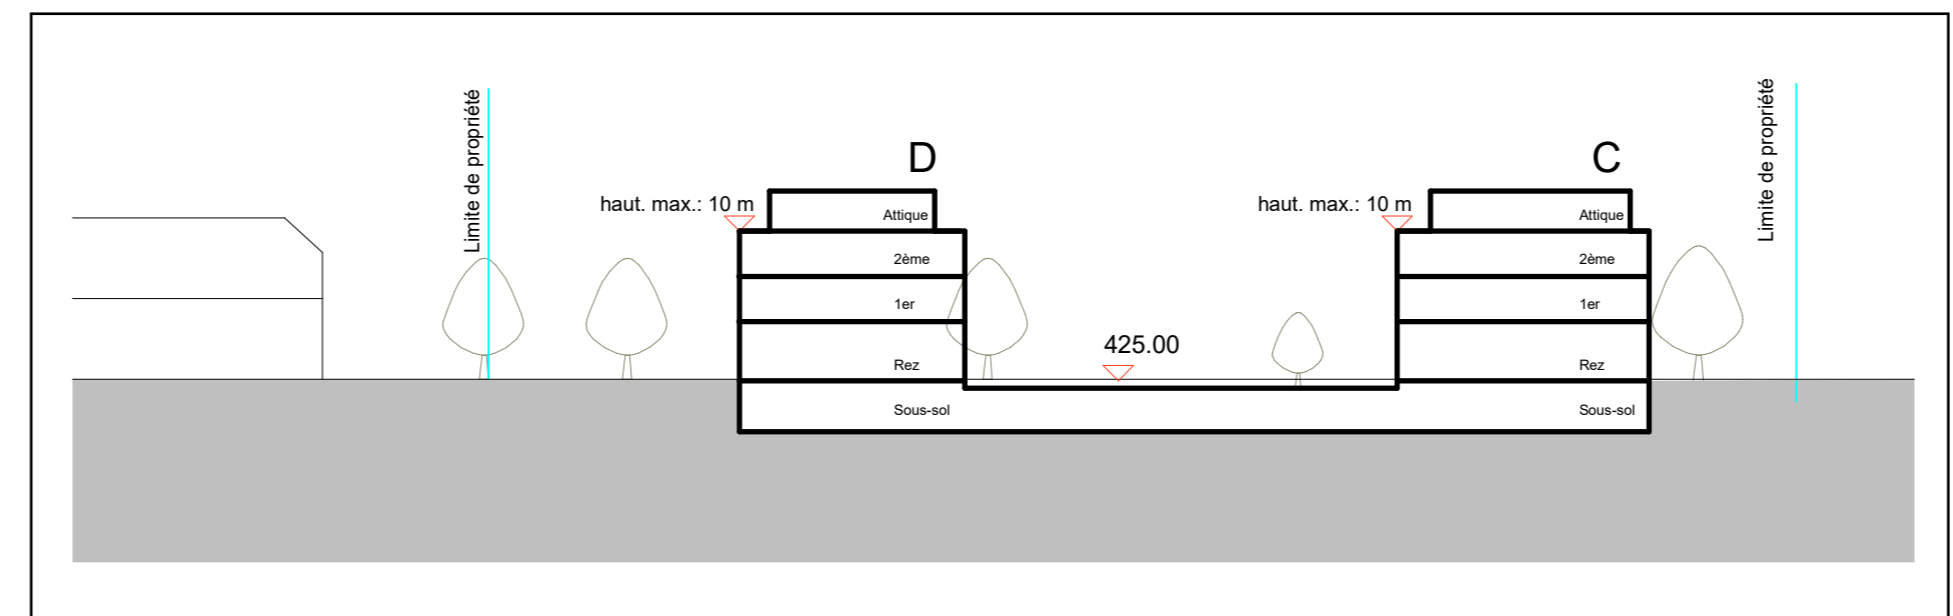 Limite de propriété
D
haut. max.: 10 m
Attique
2ème
1er
Rez
Sous-sol
425.00
C
haut. max.: 10 m
Attique
2ème
1er
Rez
Sous-sol
Limite de propriété